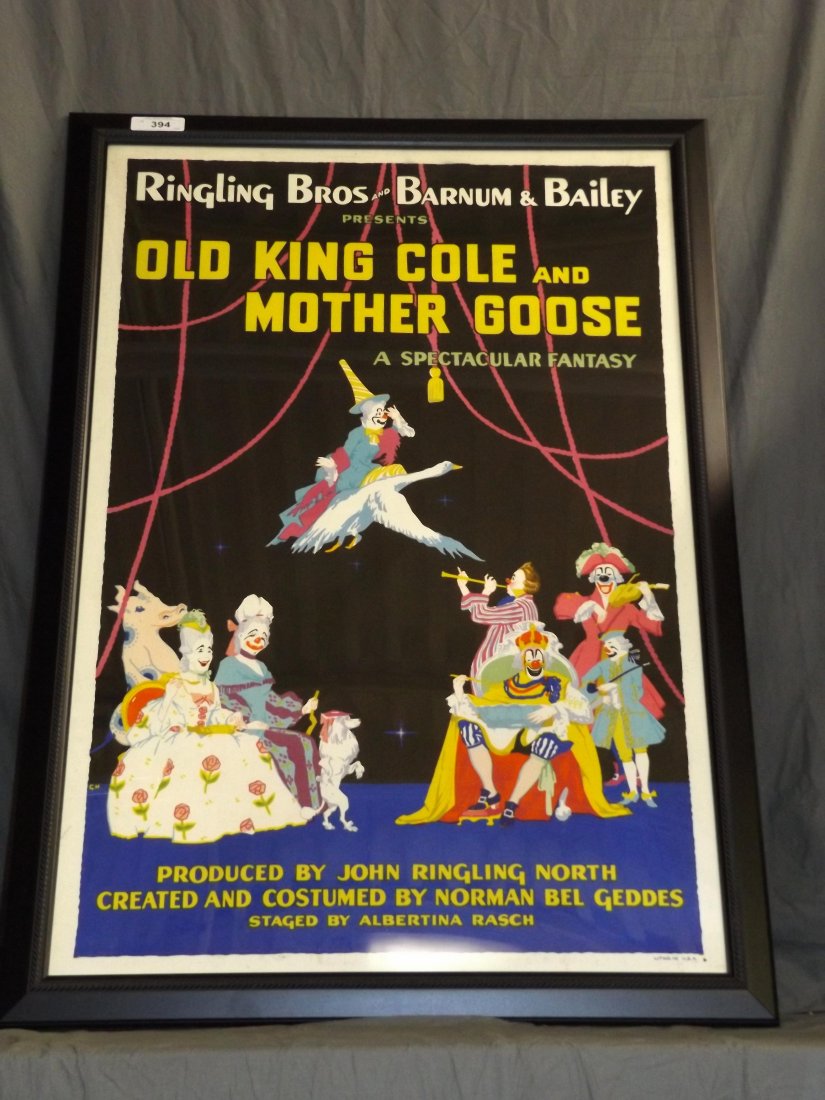 394
Ringling Bros AND Barnum & Bailey
PRESENTS
OLD KING COLE AND
MOTHER GOOSE
A SPECTACULAR FANTASY
CH
PRODUCED BY JOHN RINGLING NORTH
CREATED AND COSTUMED BY NORMAN BEL GEDDES
STAGED BY ALBERTINA RASCH
U.S.A.